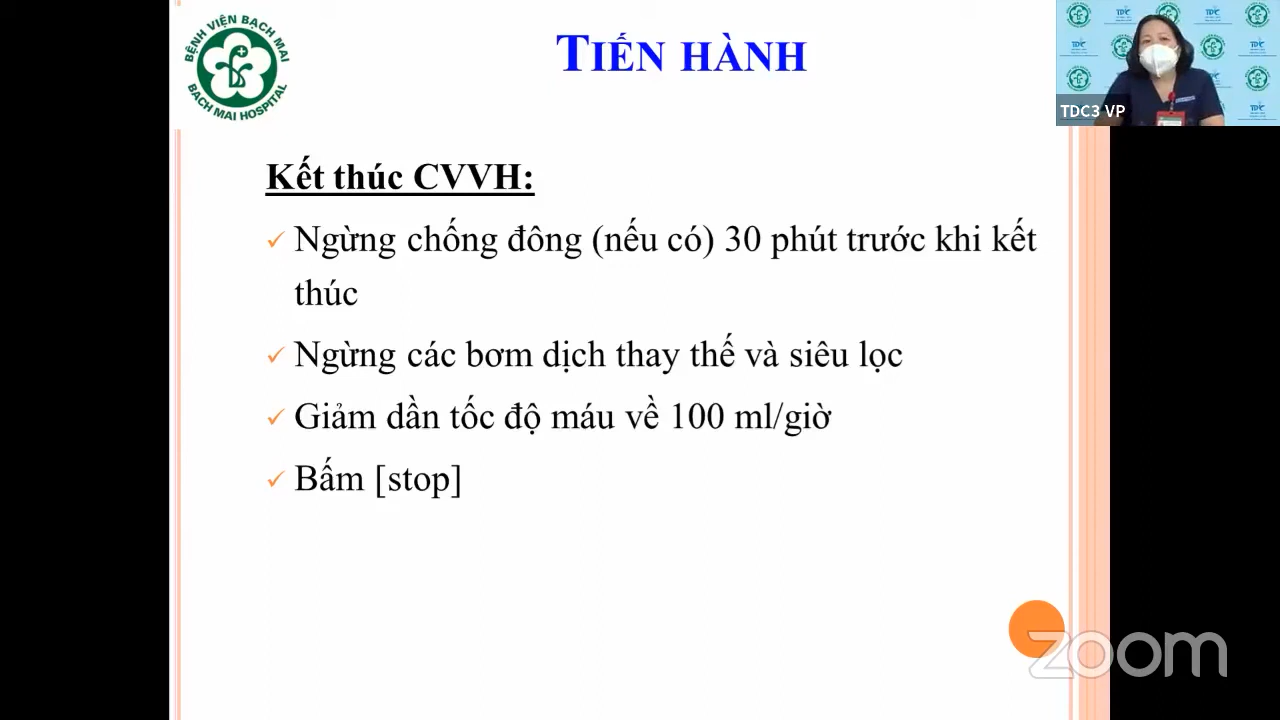 BỆNH VIỆN BẠCH MAI
BACH MAI HOSPITAL
TIẾN HÀNH
TDC3 VP
Kết thúc CVVH:
Ngừng chống đông (nếu có) 30 phút trước khi kết
thúc
Ngừng các bơm dịch thay thế và siêu lọc
Giảm dần tốc độ máu về 100 ml/giờ
Bấm [stop]
zoom